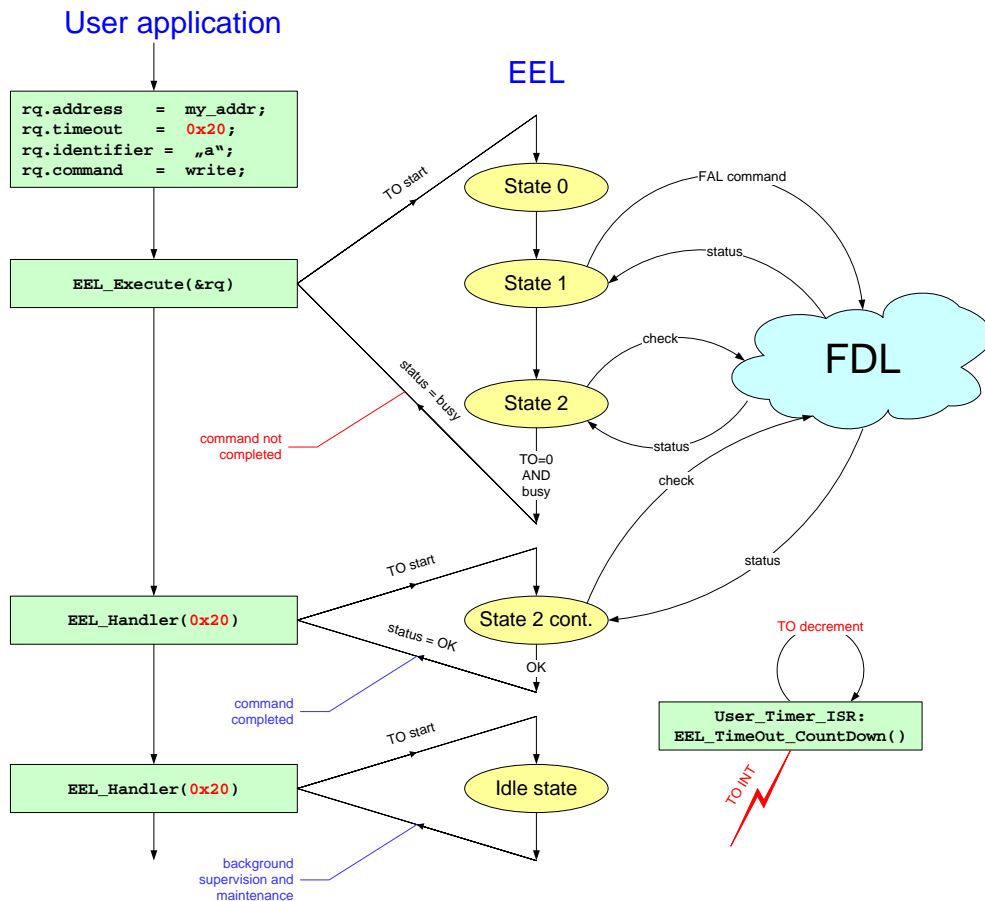 User application
EEL
rq.address   =  my_addr;
rq.timeout   =  0x20;
rq.identifier =  „a“;
rq.command   =  write;
TO start
State 0
FAL command
EEL_Execute(&rq)
State 1
status
check
FDL
status = busy
State 2
command not
completed
status
TO=0
AND
busy
check
TO start
status
EEL_Handler(0x20)
State 2 cont.
status = OK
OK
TO decrement
command
completed
User_Timer_ISR:
EEL_TimeOut_CountDown()
TO start
TO INT
EEL_Handler(0x20)
Idle state
background
supervision and
maintenance